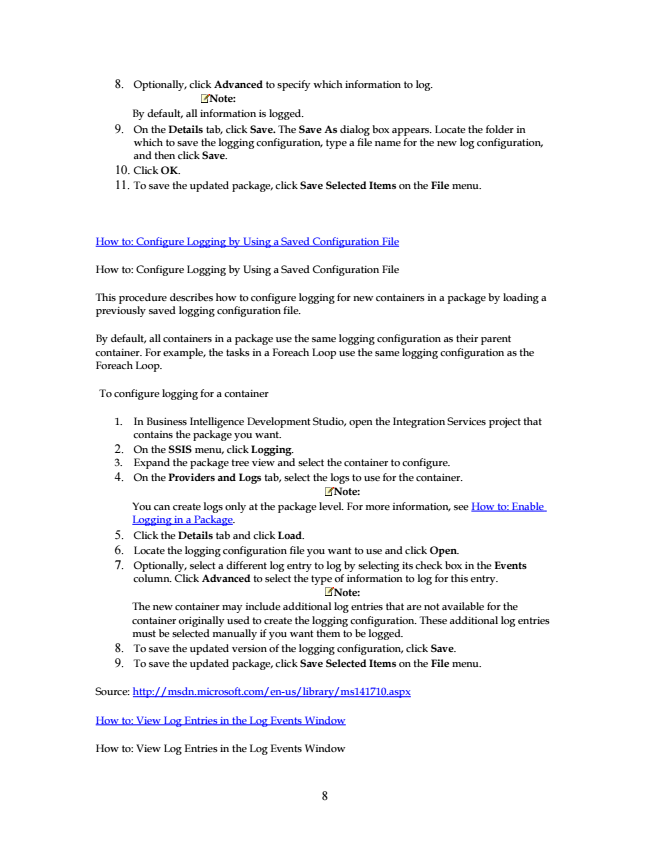 8. Optionally, click Advanced to specify which information to log.
Note:
By default, all information is logged.
9. On the Details tab, click Save. The Save As dialog box appears. Locate the folder in
which to save the logging configuration, type a file name for the new log configuration,
and then click Save.
10. Click OK.
11. To save the updated package, click Save Selected Items on the File menu.
How to: Configure Logging by Using a Saved Configuration File
How to: Configure Logging by Using a Saved Configuration File
This procedure describes how to configure logging for new containers in a package by loading a
previously saved logging configuration file.
By default, all containers in a package use the same logging configuration as their parent
container. For example, the tasks in a Foreach Loop use the same logging configuration as the
Foreach Loop.
To configure logging for a container
1. In Business Intelligence Development Studio, open the Integration Services project that
contains the package you want.
2. On the SSIS menu, click Logging.
3. Expand the package tree view and select the container to configure.
4. On the Providers and Logs tab, select the logs to use for the container.
Note:
You can create logs only at the package level. For more information, see How to: Enable
Logging in a Package.
5. Click the Details tab and click Load.
6. Locate the logging configuration file you want to use and click Open.
7. Optionally, select a different log entry to log by selecting its check box in the Events
column. Click Advanced to select the type of information to log for this entry.
Note:
The new container may include additional log entries that are not available for the
container originally used to create the logging configuration. These additional log entries
must be selected manually if you want them to be logged.
8. To save the updated version of the logging configuration, click Save.
9. To save the updated package, click Save Selected Items on the File menu.
Source: http://msdn.microsoft.com/en-us/library/ms141710.aspx
How to: View Log Entries in the Log Events Window
How to: View Log Entries in the Log Events Window
8